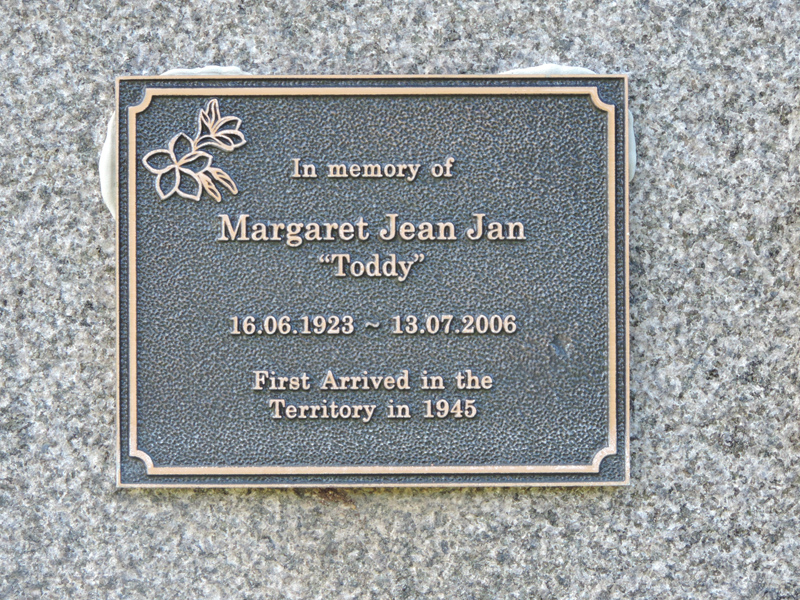 In memory of
Margaret Jean Jan
“Toddy”
16.06.1923 ~ 13.07.2006
First Arrived in the
Territory in 1945